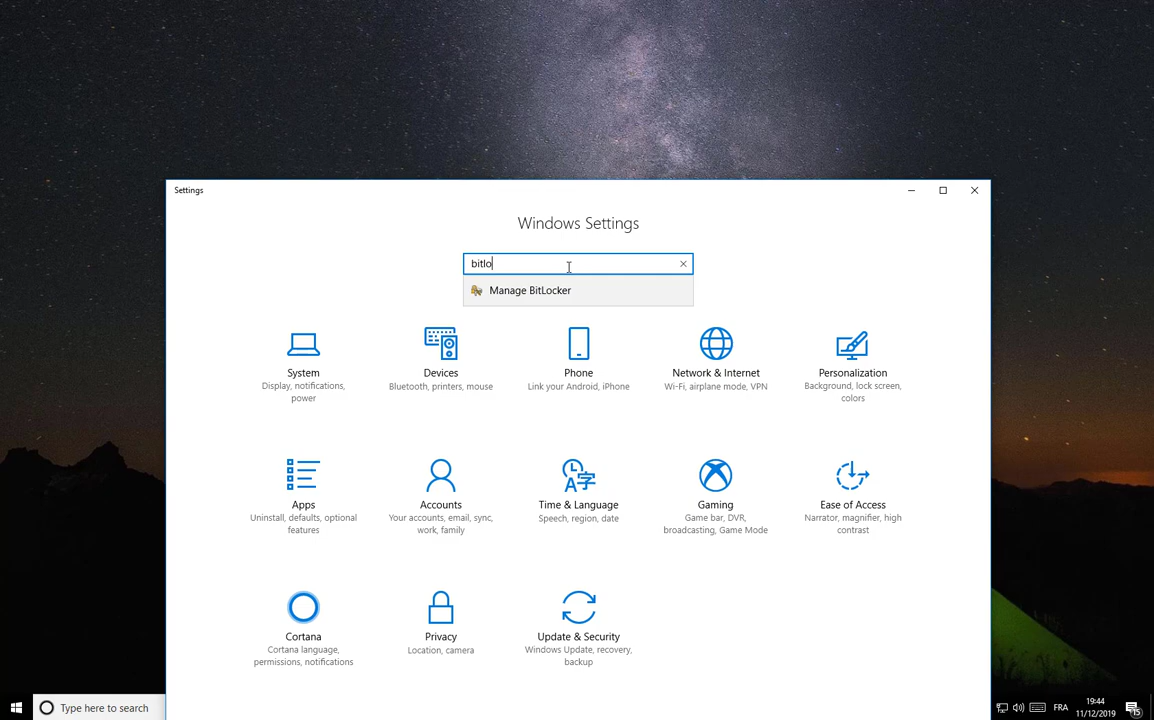 Settings
Windows Settings
bitlo
Manage BitLocker
System
Display, notifications,
power
Devices
Bluetooth, printers, mouse
Phone
Link your Android, iPhone
Network & Internet
Wi-Fi, airplane mode, VPN
Personalization
Background, lock screen,
colors
Apps
Uninstall, defaults, optional
features
Accounts
Your accounts, email, sync,
work, family
Time & Language
Speech, region, date
Gaming
Game bar, DVR,
broadcasting, Game Mode
Ease of Access
Narrator, magnifier, high
contrast
Cortana
Cortana language,
permissions, notifications
Privacy
Location, camera
Update & Security
Windows Update, recovery,
backup
Type here to search
FRA
19:44
11/12/2019
15